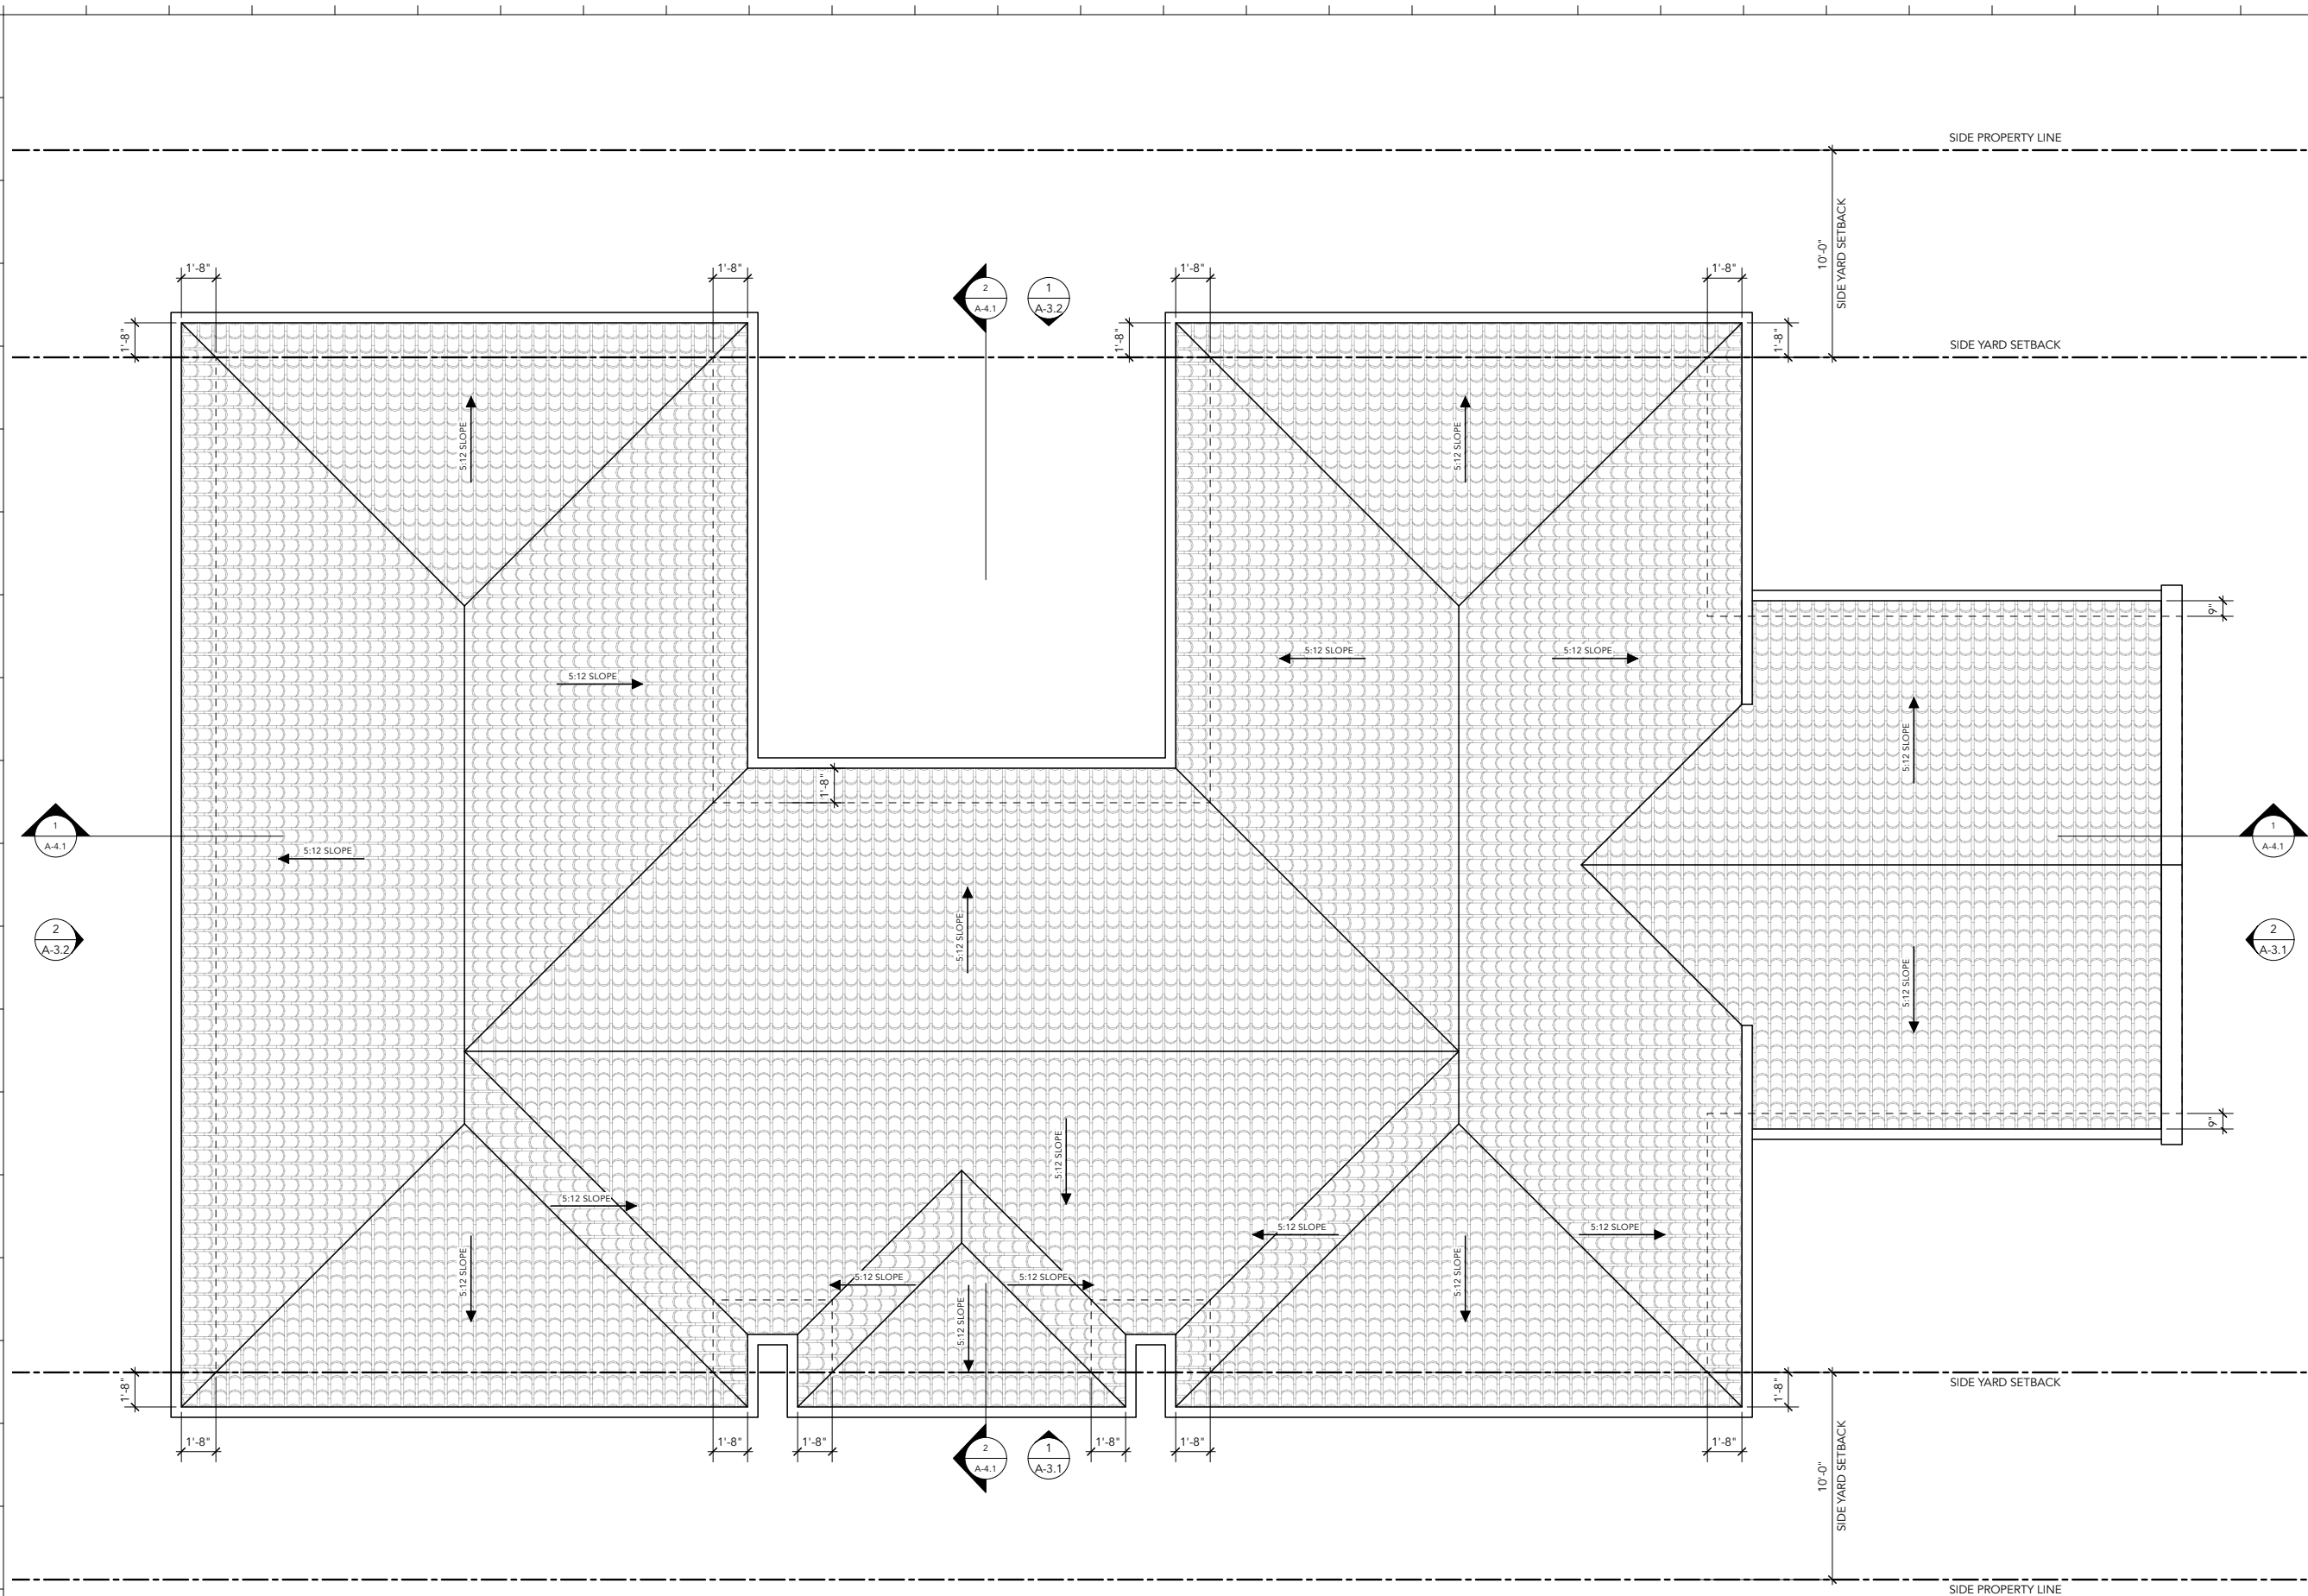 SIDE PROPERTY LINE
10'-0"
SIDE YARD SETBACK
1'-8"
1'-8"
1'-8"
1'-8"
2
A-4.1
1
A-3.2
1'-8"
1'-8"
1'-8"
SIDE YARD SETBACK
5:12 SLOPE
5:12 SLOPE
9"
5:12 SLOPE
5:12 SLOPE
5:12 SLOPE
5:12 SLOPE
1'-8"
1
A-4.1
1
A-4.1
5:12 SLOPE
5:12 SLOPE
2
A-3.2
2
A-3.1
5:12 SLOPE
9"
5:12 SLOPE
5:12 SLOPE
5:12 SLOPE
5:12 SLOPE
5:12 SLOPE
5:12 SLOPE
5:12 SLOPE
5:12 SLOPE
5:12 SLOPE
1'-8"
1'-8"
SIDE YARD SETBACK
1'-8"
1'-8"
1'-8"
1'-8"
1'-8"
1'-8"
2
A-4.1
1
A-3.1
10'-0"
SIDE YARD SETBACK
SIDE PROPERTY LINE